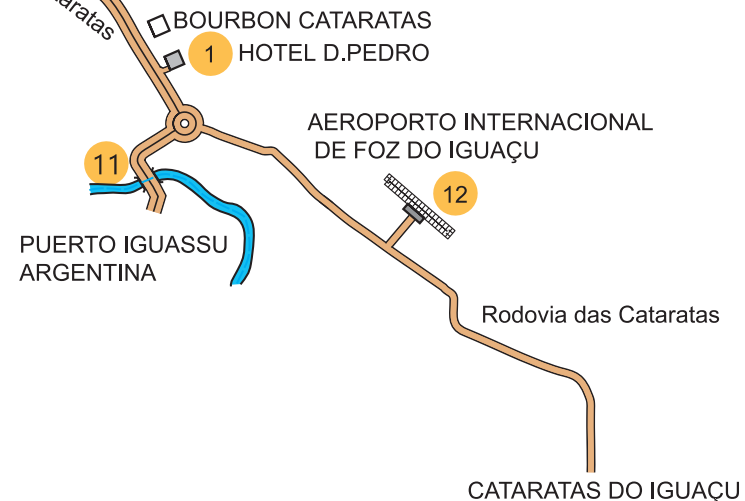 BOURBON CATARATAS
1 HOTEL D.PEDRO
AEROPORTO INTERNACIONAL
DE FOZ DO IGUAÇU
11
12
PUERTO IGUASSU
ARGENTINA
Rodovia das Cataratas
CATARATAS DO IGUAÇU